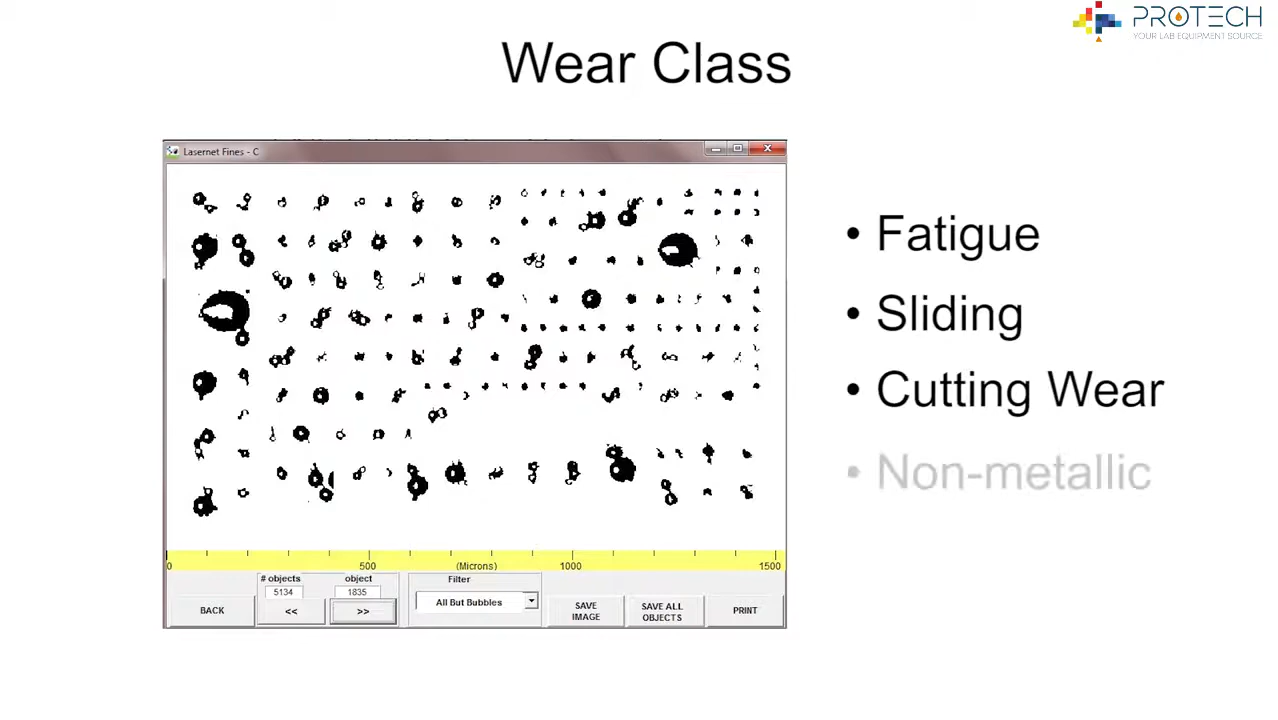 PROTECH
YOUR LAB EQUIPMENT SOURCE
Wear Class
Lasernet Fines - C
• Fatigue
• Sliding
• Cutting Wear
• Non-metallic
0 500 (Microns) 1000 1500
# objects object Filter
5134 1835 All But Bubbles
BACK << >> SAVE IMAGE SAVE ALL OBJECTS PRINT